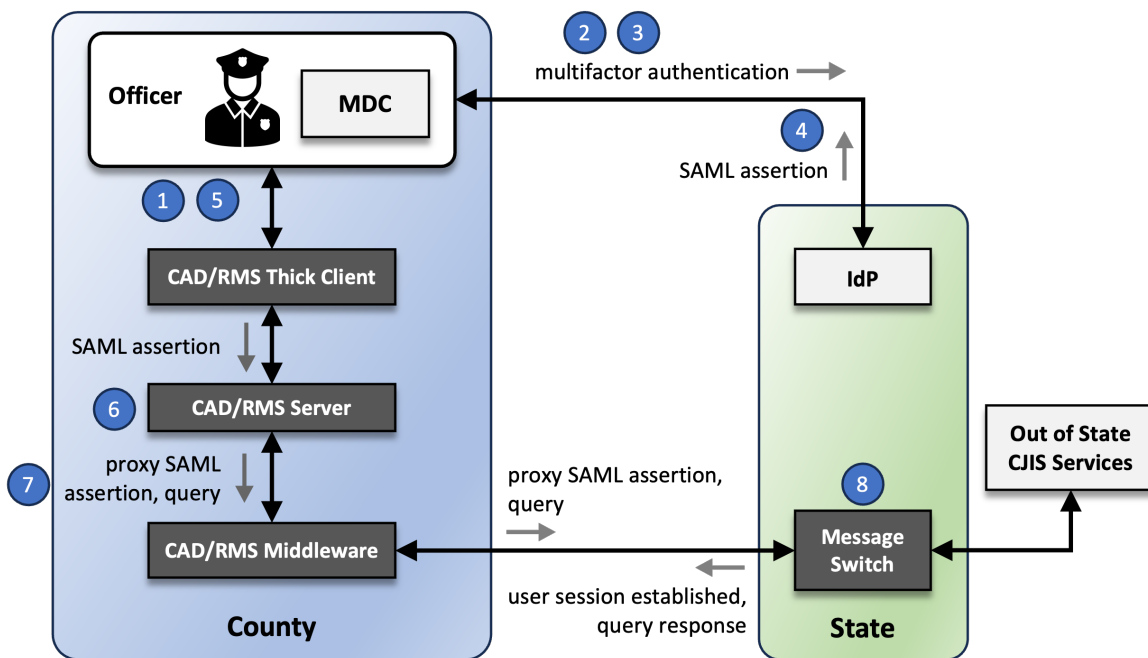 2 3
multifactor authentication
Officer
MDC
4
SAML assertion
1 5
CAD/RMS Thick Client
IdP
SAML assertion
6
CAD/RMS Server
Out of State
CJIS Services
7
proxy SAML
assertion, query
proxy SAML assertion,
query
8
CAD/RMS Middleware
Message
Switch
user session established,
query response
County
State